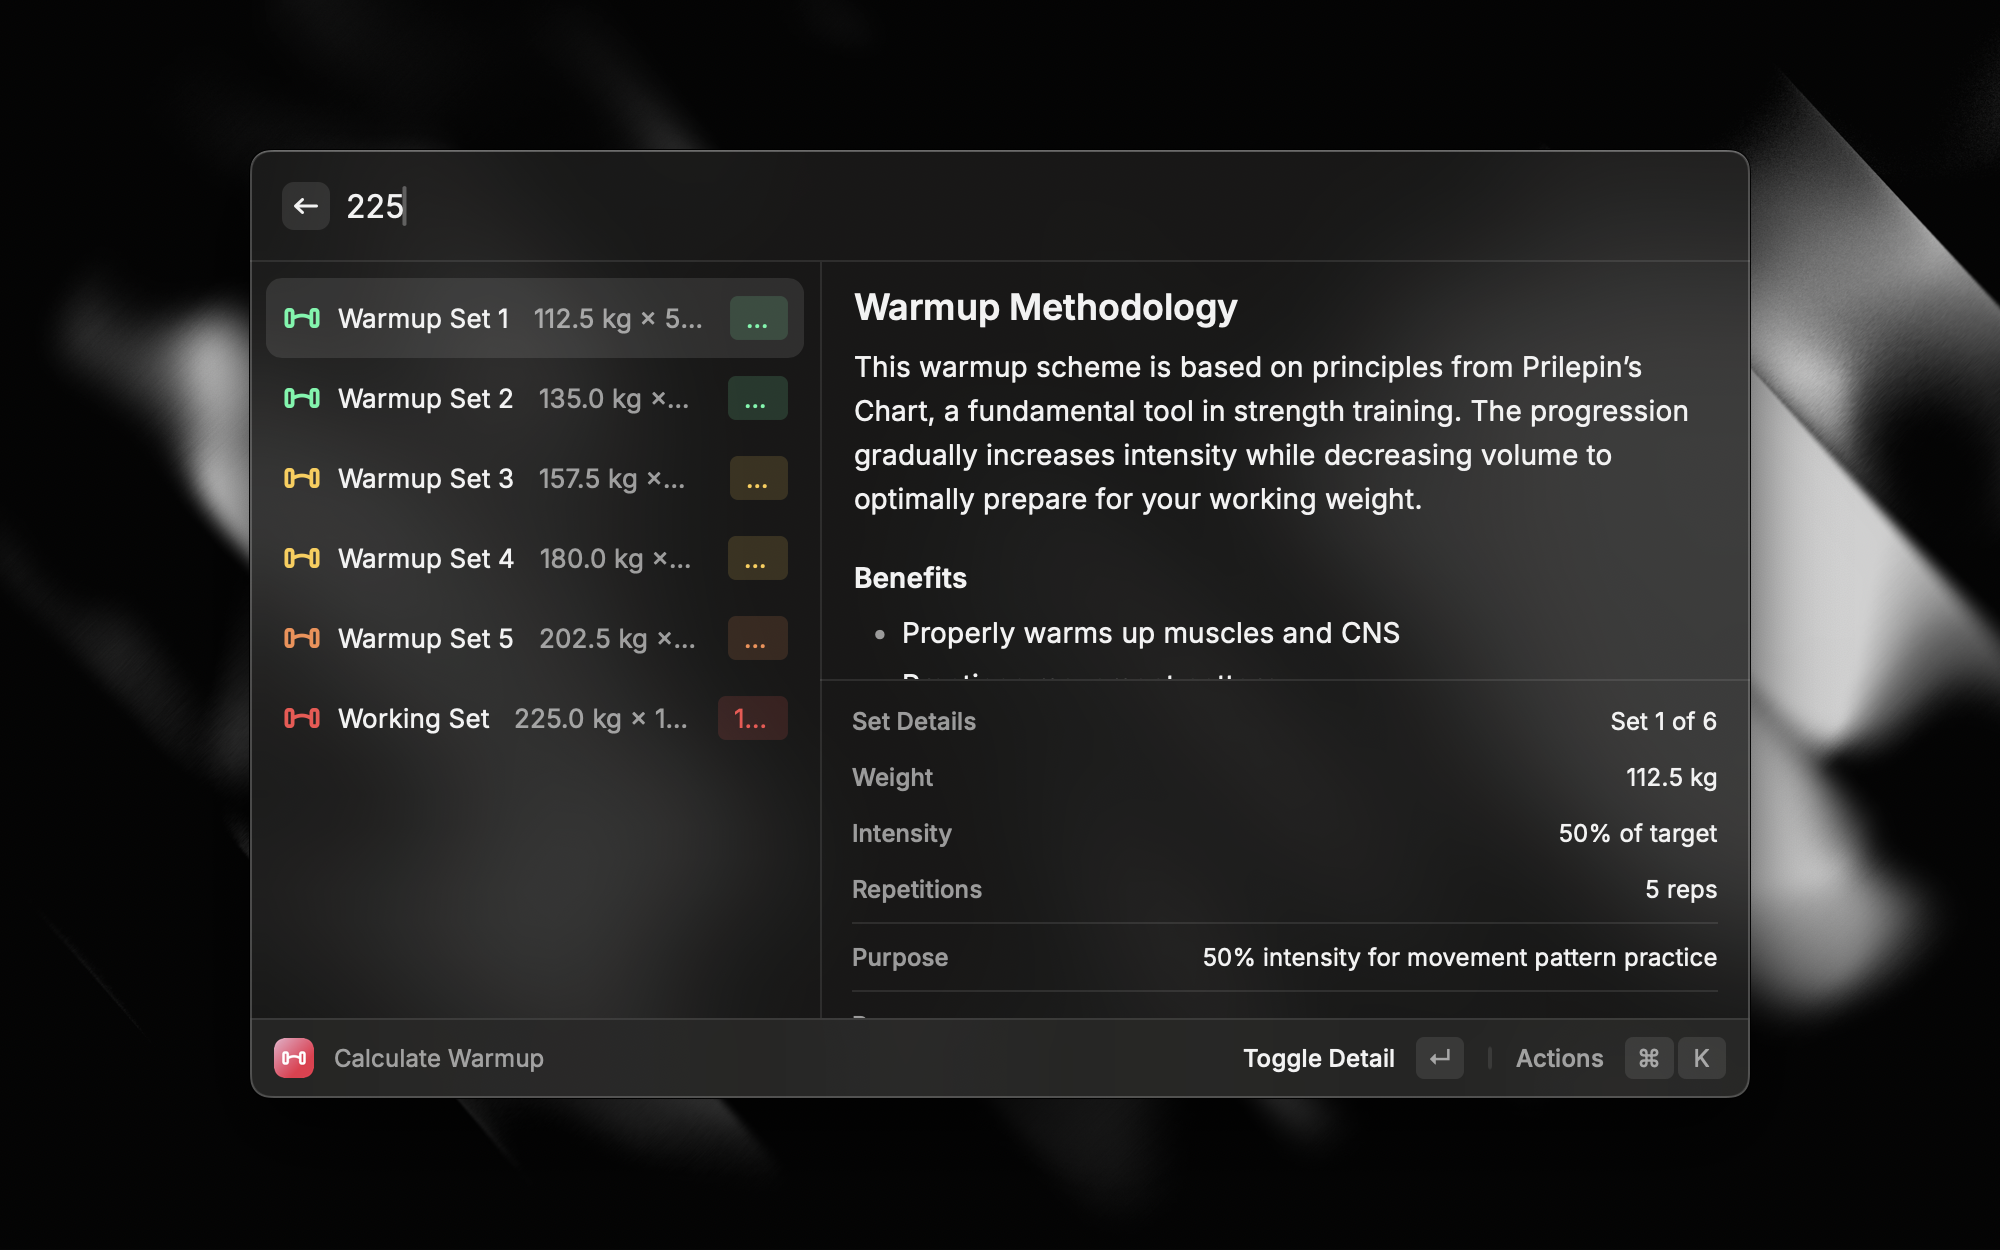 225
Warmup Set 1 112.5 kg × 5... ...
Warmup Set 2 135.0 kg ×... ...
Warmup Set 3 157.5 kg ×... ...
Warmup Set 4 180.0 kg ×... ...
Warmup Set 5 202.5 kg ×... ...
Working Set 225.0 kg × 1... 1...
Warmup Methodology
This warmup scheme is based on principles from Prilepin’s
Chart, a fundamental tool in strength training. The progression
gradually increases intensity while decreasing volume to
optimally prepare for your working weight.
Benefits
• Properly warms up muscles and CNS
Set Details Set 1 of 6
Weight 112.5 kg
Intensity 50% of target
Repetitions 5 reps
Purpose 50% intensity for movement pattern practice
Calculate Warmup
Toggle Detail ↵ | Actions ⌘ K